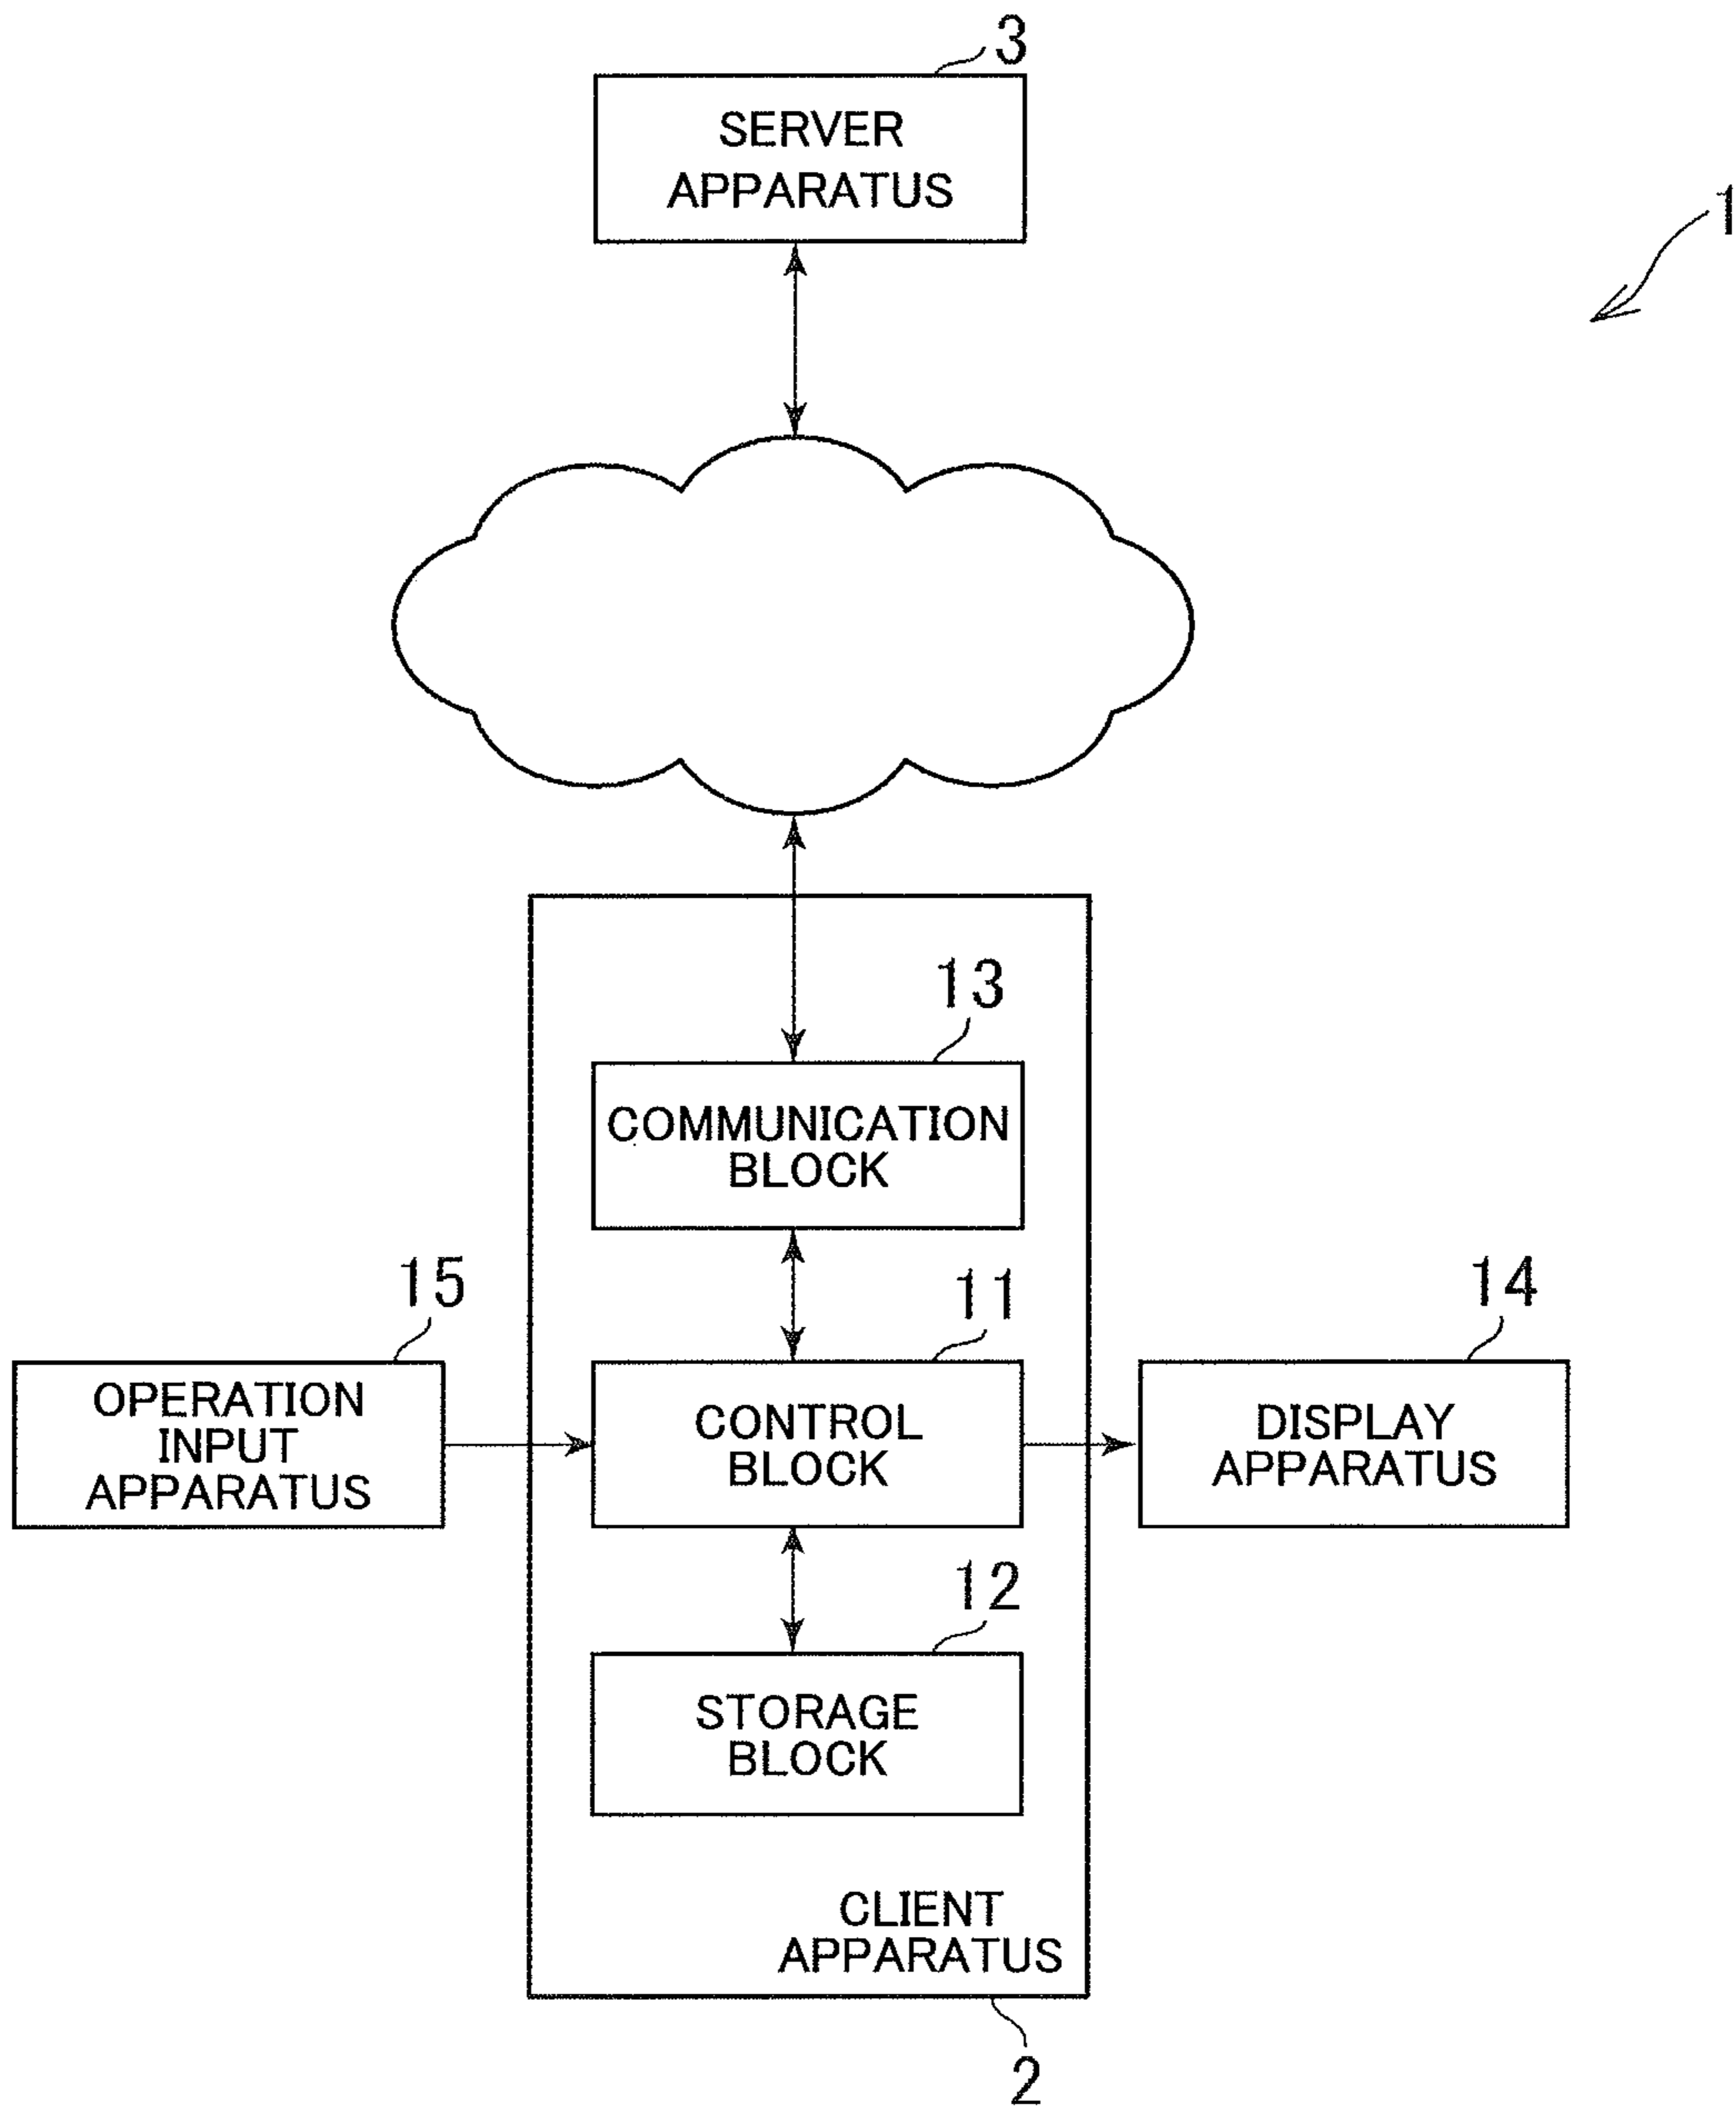 3
SERVER
APPARATUS
1
13
COMMUNICATION
BLOCK
15
11
14
OPERATION
INPUT
APPARATUS
CONTROL
BLOCK
DISPLAY
APPARATUS
12
STORAGE
BLOCK
CLIENT
APPARATUS
2